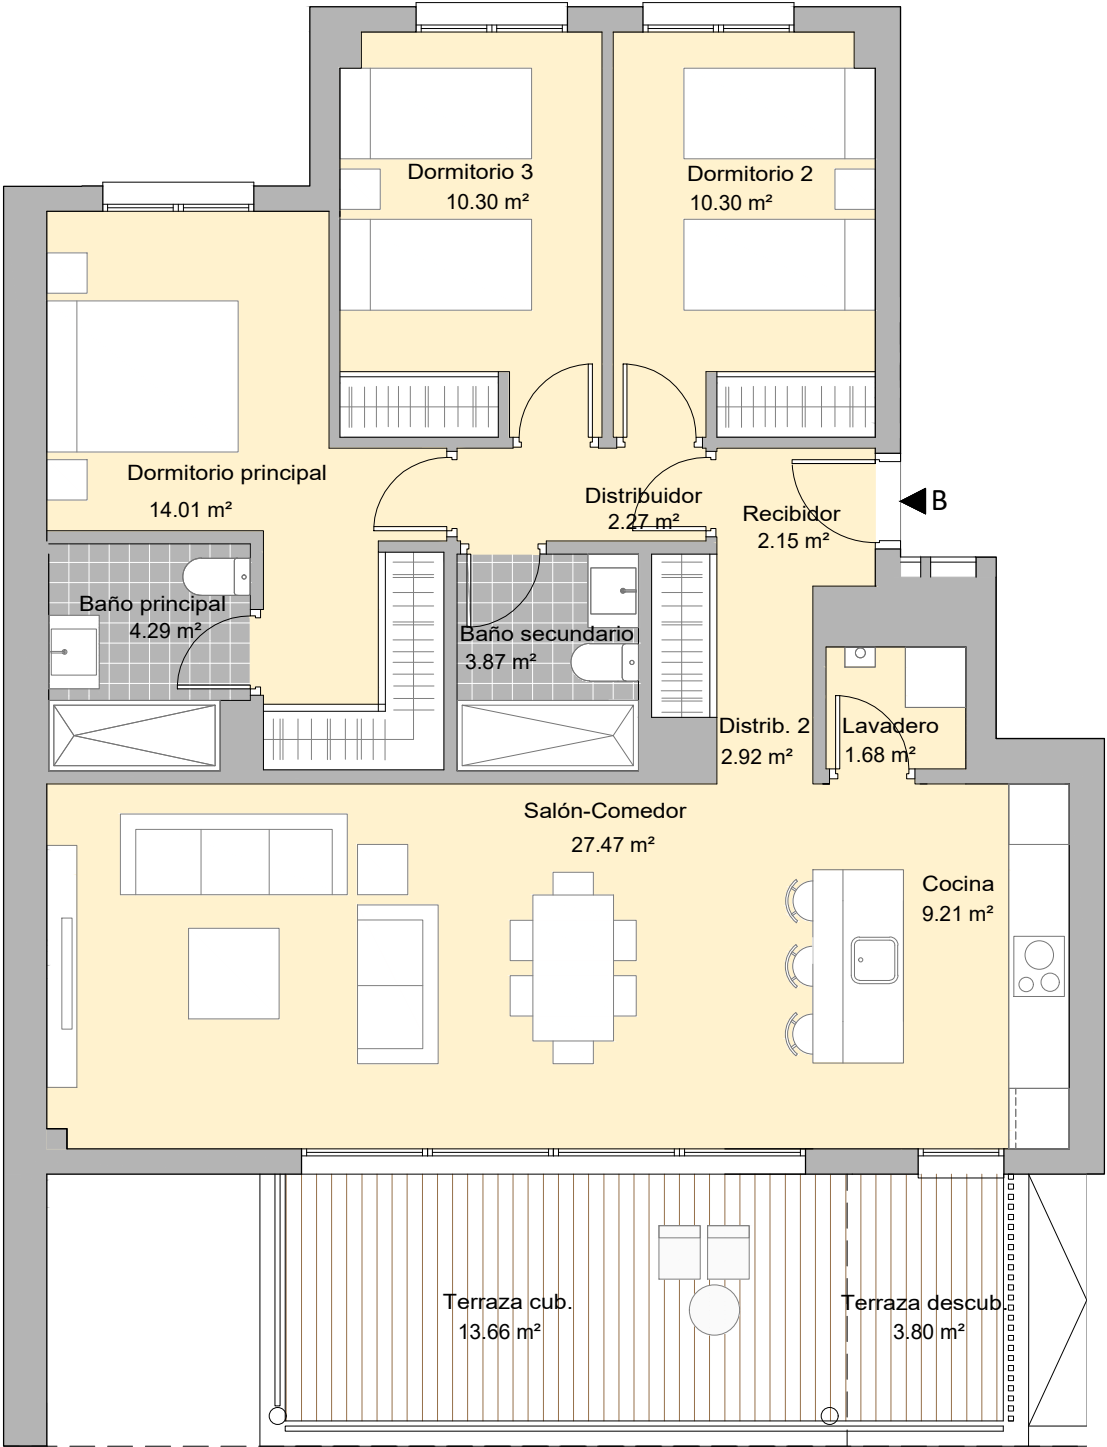 Dormitorio 3
10.30 m²
Dormitorio 2
10.30 m²
Dormitorio principal
14.01 m²
Distribuidor
2.27 m²
Recibidor
2.15 m²
B
Baño principal
4.29 m²
Baño secundario
3.87 m²
Distrib. 2
2.92 m²
Lavadero
1.68 m²
Salón-Comedor
27.47 m²
Cocina
9.21 m²
Terraza cub.
13.66 m²
Terraza descub.
3.80 m²